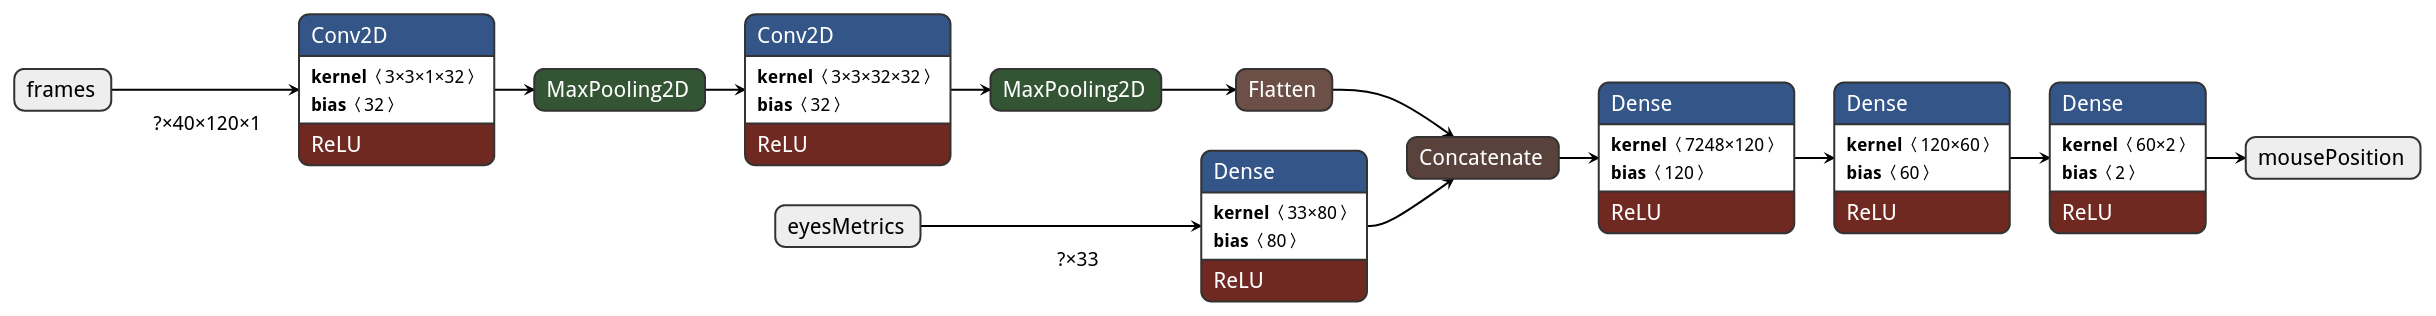 frames
?×40×120×1
Conv2D
kernel ⟨3×3×1×32⟩
bias ⟨32⟩
ReLU
MaxPooling2D
Conv2D
kernel ⟨3×3×32×32⟩
bias ⟨32⟩
ReLU
MaxPooling2D
Flatten
eyesMetrics
?×33
Dense
kernel ⟨33×80⟩
bias ⟨80⟩
ReLU
Concatenate
Dense
kernel ⟨7248×120⟩
bias ⟨120⟩
ReLU
Dense
kernel ⟨120×60⟩
bias ⟨60⟩
ReLU
Dense
kernel ⟨60×2⟩
bias ⟨2⟩
ReLU
mousePosition